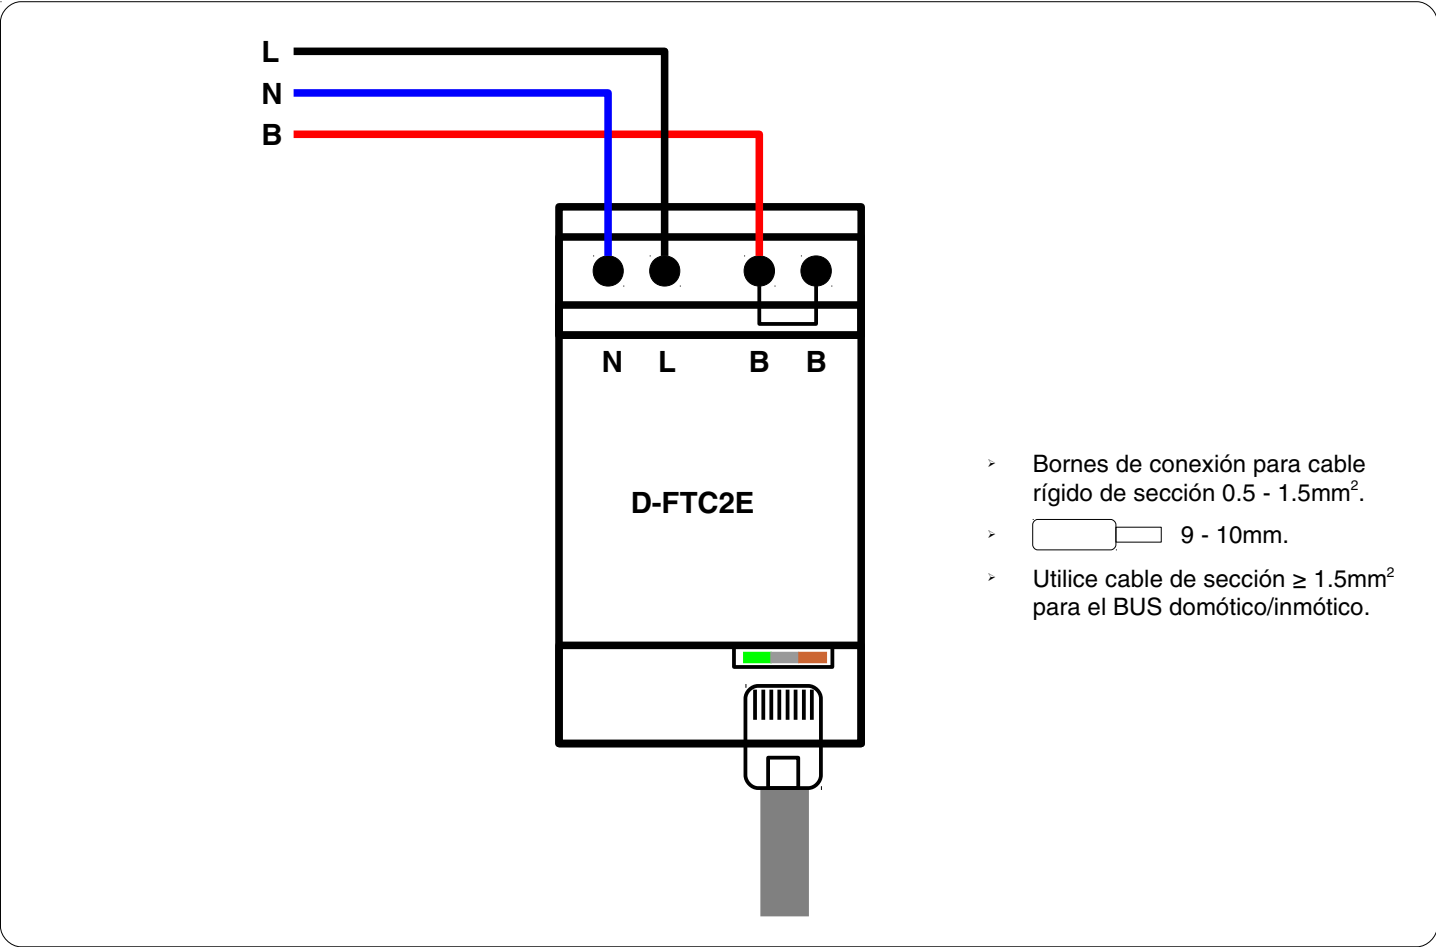 L
N
B
N L B B
D-FTC2E
Bornes de conexión para cable
rígido de sección 0.5 - 1.5mm².
9 - 10mm.
Utilice cable de sección ≥ 1.5mm²
para el BUS domótico/inmótico.